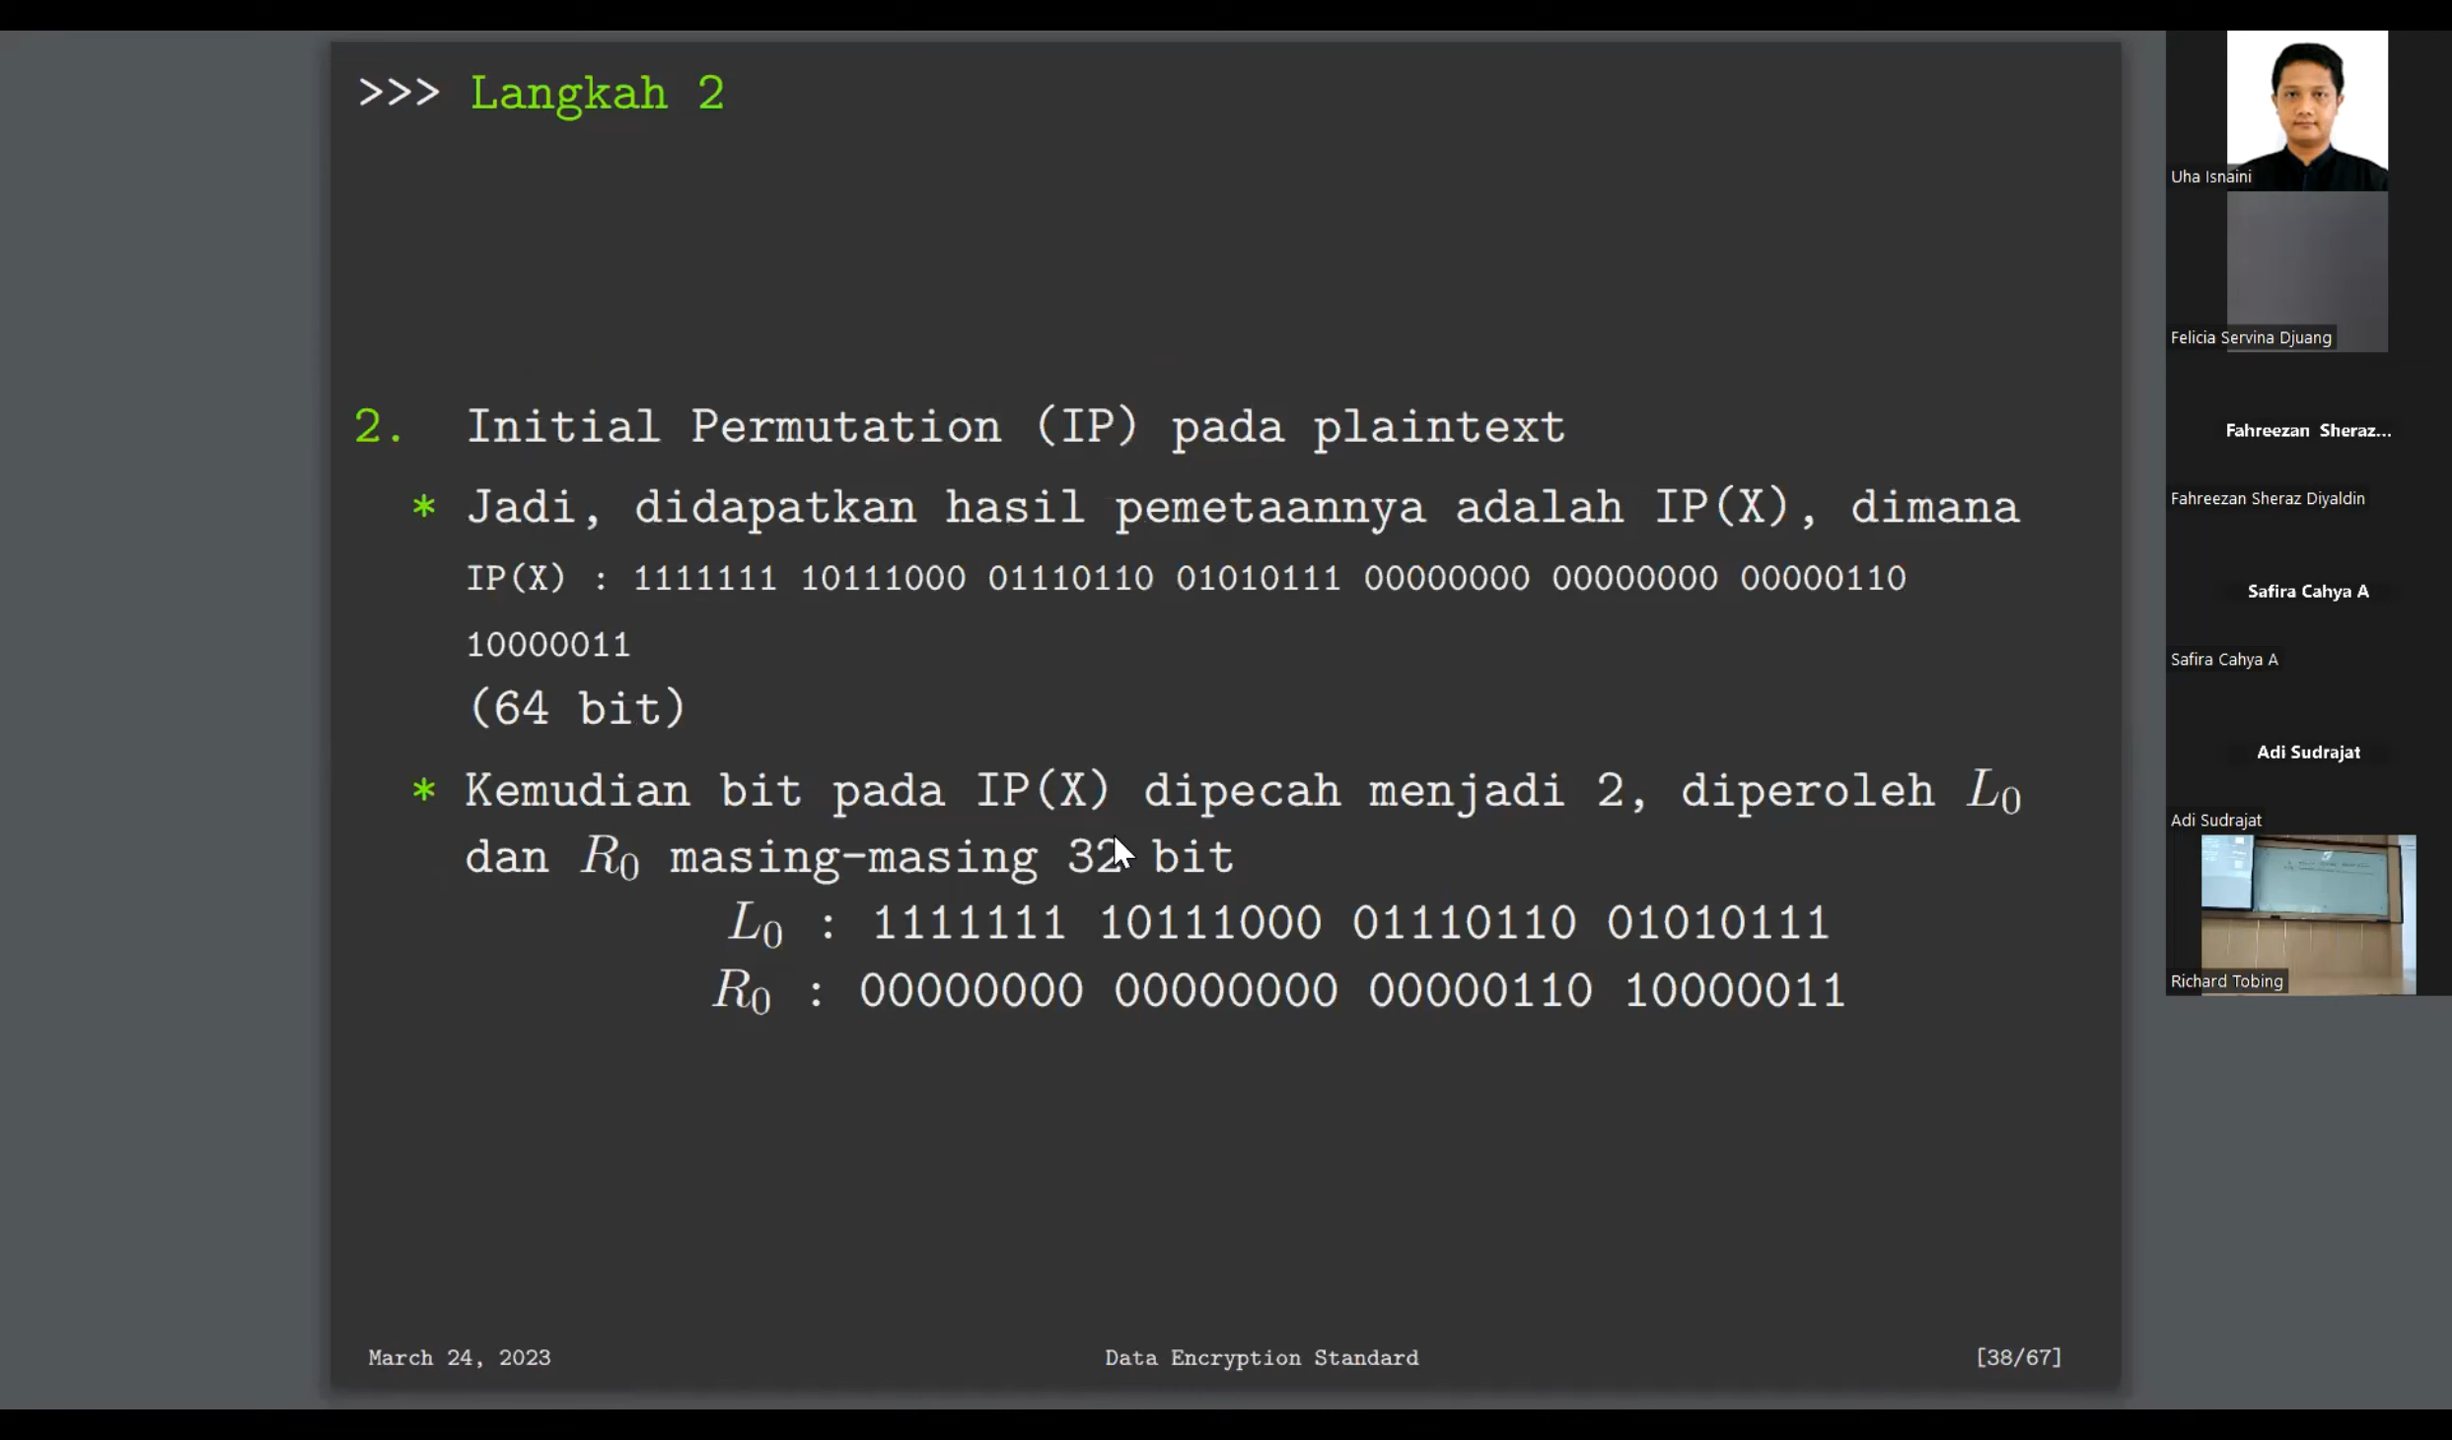 >>> Langkah 2
2. Initial Permutation (IP) pada plaintext
* Jadi, didapatkan hasil pemetaannya adalah IP(X), dimana
IP(X) : 1111111 10111000 01110110 01010111 00000000 00000000 00000110
10000011
(64 bit)
* Kemudian bit pada IP(X) dipecah menjadi 2, diperoleh L₀
dan R₀ masing-masing 32 bit
L₀ : 1111111 10111000 01110110 01010111
R₀ : 00000000 00000000 00000110 10000011
March 24, 2023
Data Encryption Standard
[38/67]
Uha Isnaini
Felicia Servina Djuang
Fahreezan Sheraz...
Fahreezan Sheraz Diyaldin
Safira Cahya A
Safira Cahya A
Adi Sudrajat
Adi Sudrajat
Richard Tobing